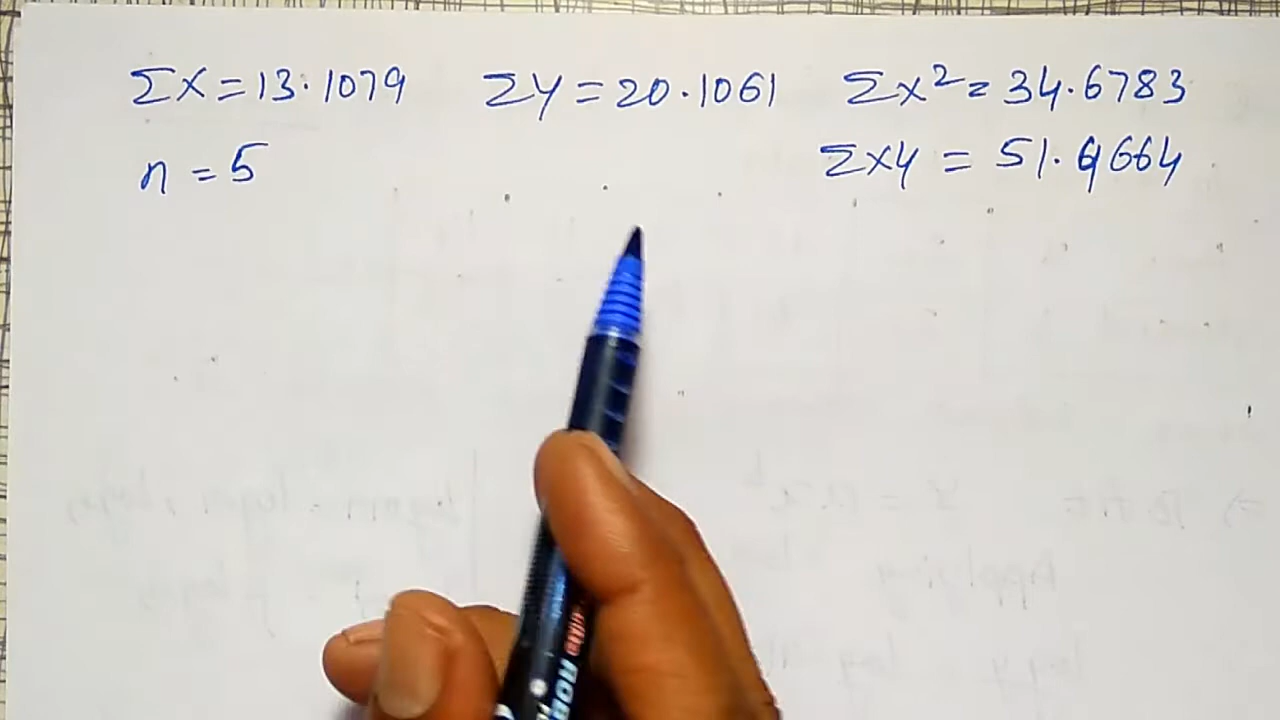 Σx = 13.1079 Σy = 20.1061 Σx² = 34.6783
n = 5 Σxy = 51.9664